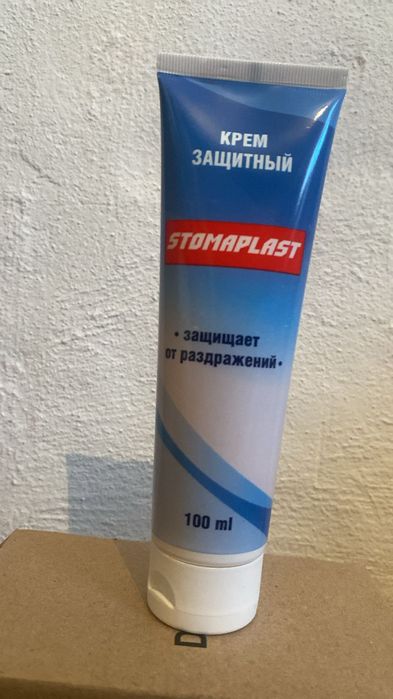 КРЕМ
ЗАЩИТНЫЙ
STOMAPLAST
• защищает
от раздражений •
100 ml
D